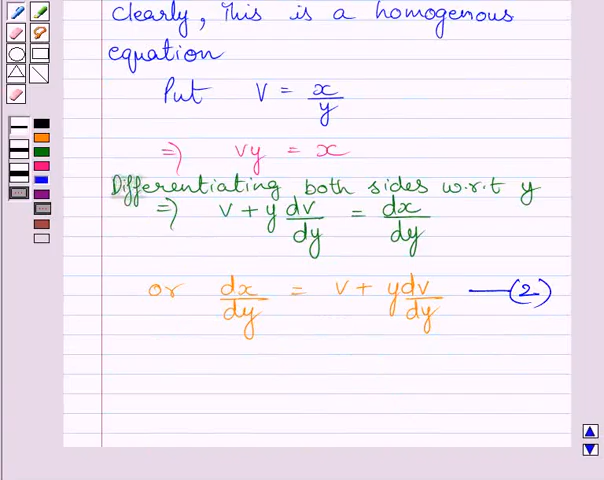 Clearly, this is a homogenous
equation
Put V = x/y
=> vy = x
Differentiating both sides w.r.t y
=> v + y dv/dy = dx/dy
or dx/dy = v + y dv/dy —(2)